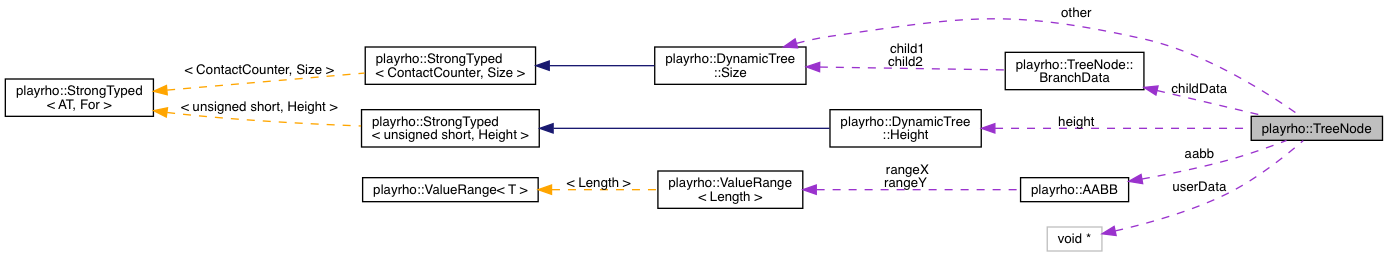 other
playrho::StrongTyped
< ContactCounter, Size >
playrho::DynamicTree
::Size
child1
child2
playrho::TreeNode::
BranchData
< ContactCounter, Size >
playrho::StrongTyped
< AT, For >
childData
< unsigned short, Height >
playrho::StrongTyped
< unsigned short, Height >
playrho::DynamicTree
::Height
height
playrho::TreeNode
aabb
playrho::ValueRange< T >
< Length >
playrho::ValueRange
< Length >
rangeX
rangeY
playrho::AABB
userData
void *